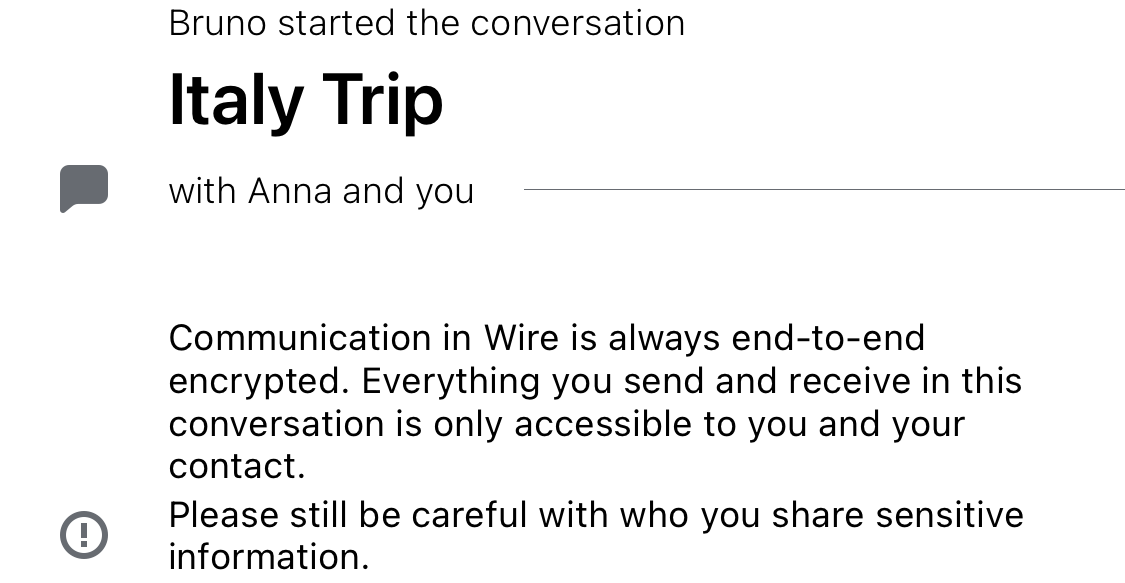 Bruno started the conversation
Italy Trip
with Anna and you
Communication in Wire is always end-to-end
encrypted. Everything you send and receive in this
conversation is only accessible to you and your
contact.
Please still be careful with who you share sensitive
information.